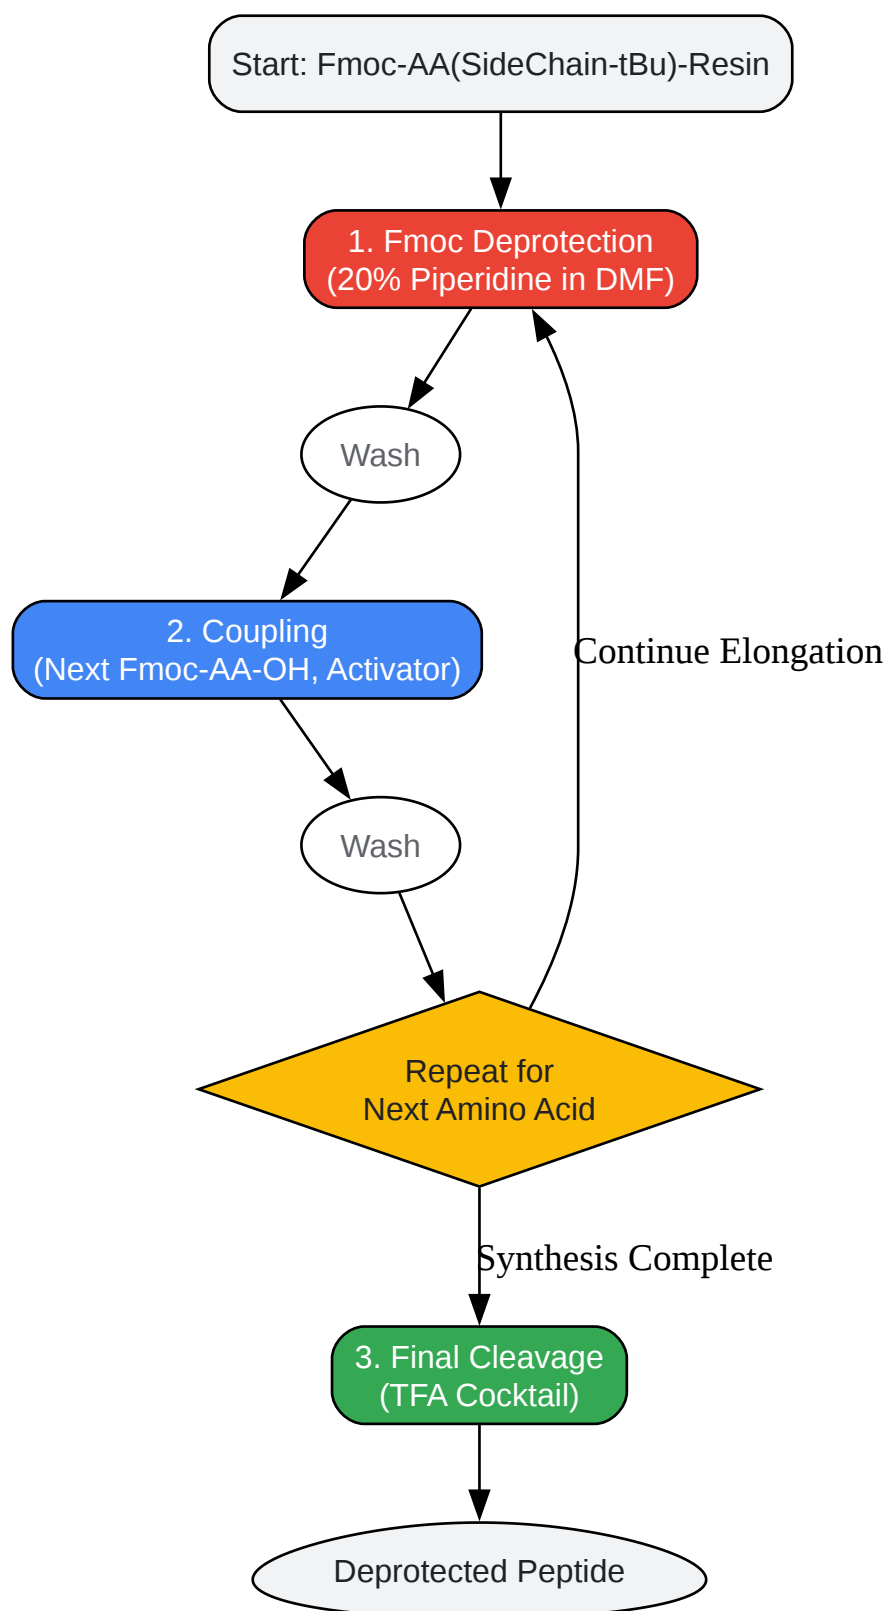 Start: Fmoc-AA(SideChain-tBu)-Resin
1. Fmoc Deprotection
(20% Piperidine in DMF)
Wash
2. Coupling
(Next Fmoc-AA-OH, Activator)
Continue Elongation
Wash
Repeat for
Next Amino Acid
Synthesis Complete
3. Final Cleavage
(TFA Cocktail)
Deprotected Peptide